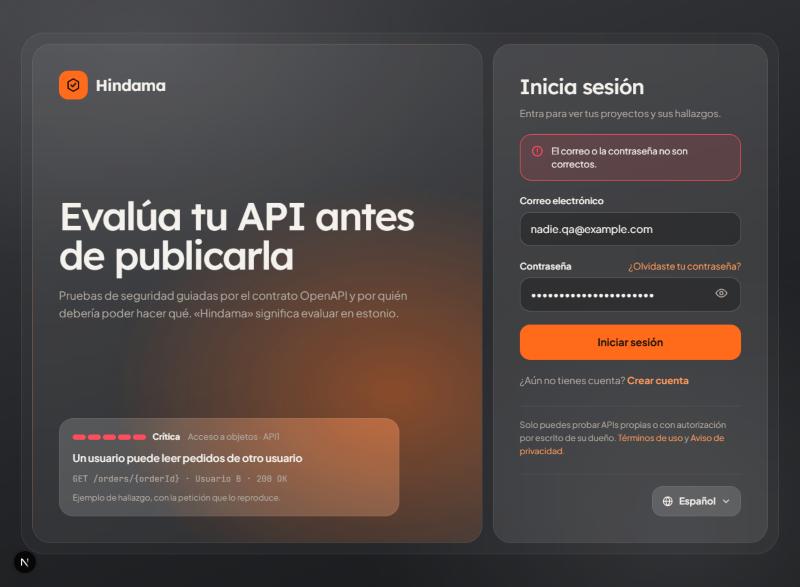 Hindama
Evalúa tu API antes
de publicarla
Pruebas de seguridad guiadas por el contrato OpenAPI y por quién
debería poder hacer qué. «Hindama» significa evaluar en estonio.
Crítica Acceso a objetos · API1
Un usuario puede leer pedidos de otro usuario
GET /orders/{orderId} · Usuario B · 200 OK
Ejemplo de hallazgo, con la petición que lo reproduce.
Inicia sesión
Entra para ver tus proyectos y sus hallazgos.
El correo o la contraseña no son
correctos.
Correo electrónico
nadie.qa@example.com
Contraseña ¿Olvidaste tu contraseña?
Iniciar sesión
¿Aún no tienes cuenta? Crear cuenta
Solo puedes probar APIs propias o con autorización
por escrito de su dueño. Términos de uso y Aviso de
privacidad.
Español
N